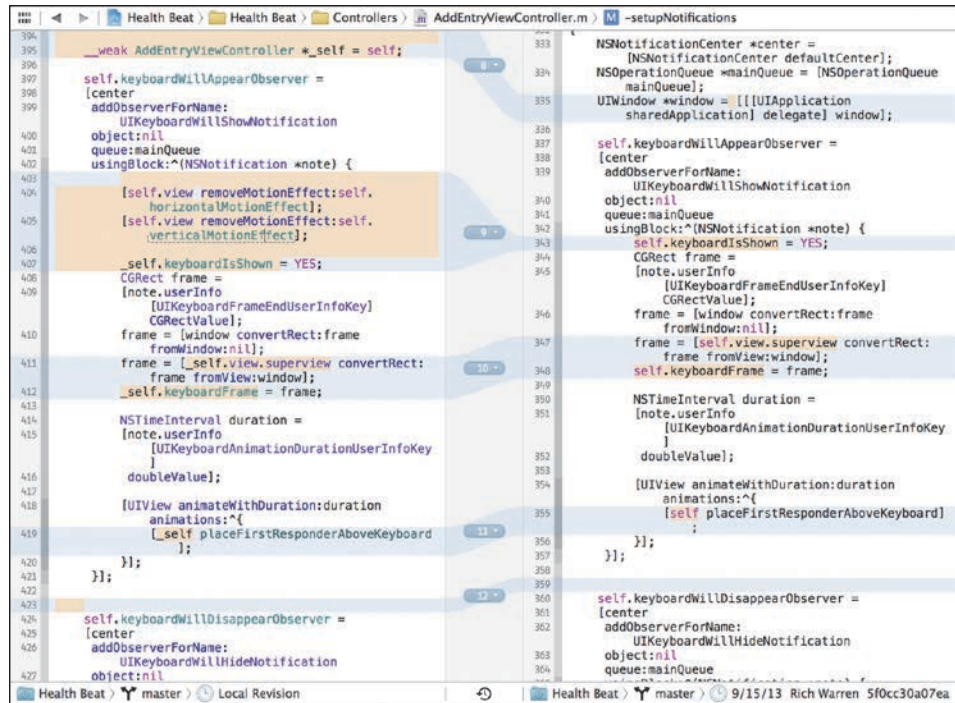 Health Beat > Health Beat > Controllers > AddEntryViewController.m > M -setupNotifications
394
395 __weak AddEntryViewController *_self = self;
396
397 self.keyboardWillAppearObserver =
398 [center
399 addObserverForName:
UIKeyboardWillShowNotification
400 object:nil
401 queue:mainQueue
402 usingBlock:^(NSNotification *note) {
403
404 [self.view removeMotionEffect:self.
horizontalMotionEffect];
405 [self.view removeMotionEffect:self.
verticalMotionEffect];
406
407 _self.keyboardIsShown = YES;
408 CGRect frame =
409 [note.userInfo
[UIKeyboardFrameEndUserInfoKey]
CGRectValue];
410 frame = [window convertRect:frame
fromWindow:nil];
411 frame = [_self.view.superview convertRect:
frame fromView:window];
412 _self.keyboardFrame = frame;
413
414 NSTimeInterval duration =
415 [note.userInfo
[UIKeyboardAnimationDurationUserInfoKey
]
416 doubleValue];
417
418 [UIView animateWithDuration:duration
animations:^{
419 [_self placeFirstResponderAboveKeyboard
];
420 }];
421 }];
422
423
424 self.keyboardWillDisappearObserver =
425 [center
426 addObserverForName:
UIKeyboardWillHideNotification
427 object:nil
8
9
10
11
12
{
333 NSNotificationCenter *center =
[NSNotificationCenter defaultCenter];
334 NSOperationQueue *mainQueue = [NSOperationQueue
mainQueue];
335 UIWindow *window = [[[UIApplication
sharedApplication] delegate] window];
336
337 self.keyboardWillAppearObserver =
338 [center
339 addObserverForName:
UIKeyboardWillShowNotification
340 object:nil
341 queue:mainQueue
342 usingBlock:^(NSNotification *note) {
343 self.keyboardIsShown = YES;
344 CGRect frame =
345 [note.userInfo
[UIKeyboardFrameEndUserInfoKey]
CGRectValue];
346 frame = [window convertRect:frame
fromWindow:nil];
347 frame = [self.view.superview convertRect:
frame fromView:window];
348 self.keyboardFrame = frame;
349
350 NSTimeInterval duration =
351 [note.userInfo
[UIKeyboardAnimationDurationUserInfoKey
]
352 doubleValue];
353
354 [UIView animateWithDuration:duration
animations:^{
355 [self placeFirstResponderAboveKeyboard]
;
356 }];
357 }];
358
359
360 self.keyboardWillDisappearObserver =
361 [center
362 addObserverForName:
UIKeyboardWillHideNotification
363 object:nil
364 queue:mainQueue
Health Beat > master > Local Revision
Health Beat > master > 9/15/13 Rich Warren 5f0cc30a07ea